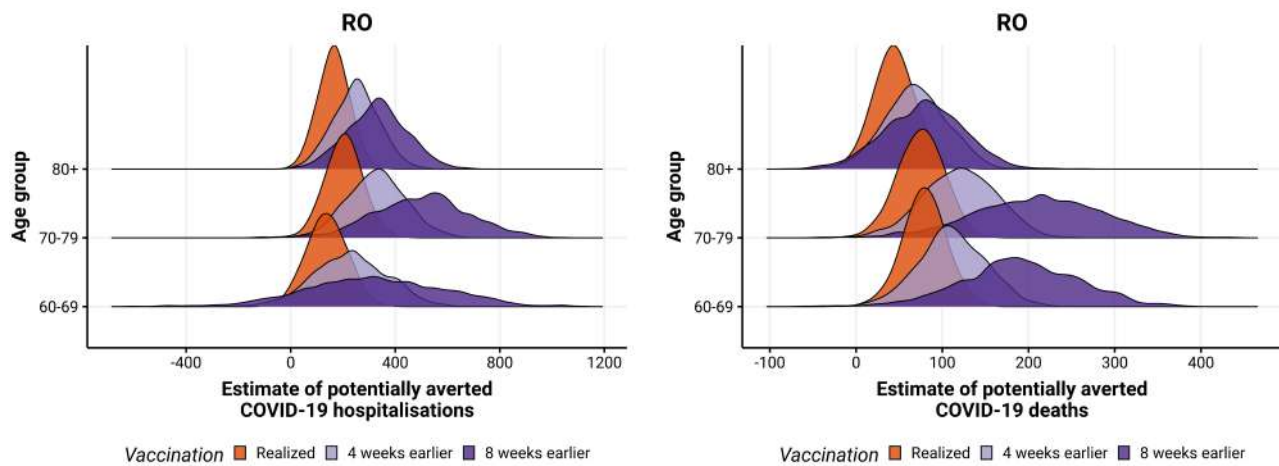 RO
Age group
80+
70-79
60-69
-400 0 400 800 1200
Estimate of potentially averted
COVID-19 hospitalisations
Vaccination Realized 4 weeks earlier 8 weeks earlier
RO
Age group
80+
70-79
60-69
-100 0 100 200 300 400
Estimate of potentially averted
COVID-19 deaths
Vaccination Realized 4 weeks earlier 8 weeks earlier